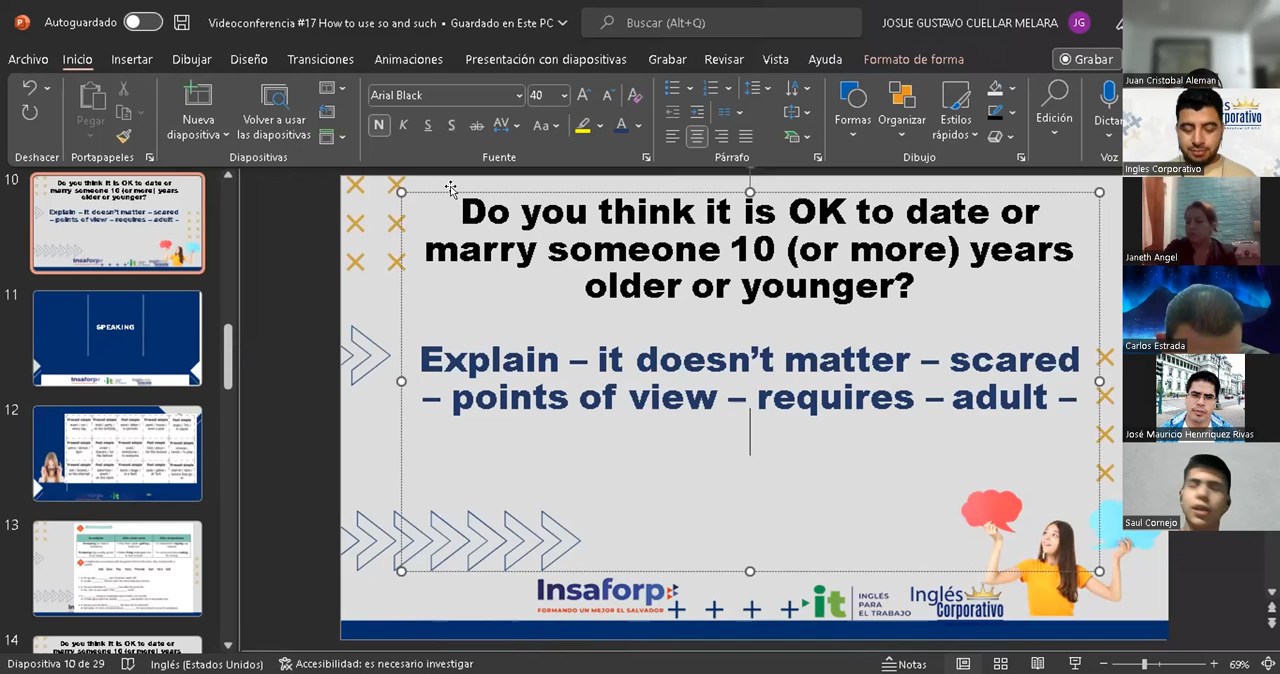 Autoguardado
Videoconferencia #17 How to use so and such • Guardado en Este PC
Buscar (Alt+Q)
JOSUE GUSTAVO CUELLAR MELARA
JG
Archivo Inicio Insertar Dibujar Diseño Transiciones Animaciones Presentación con diapositivas Grabar Revisar Vista Ayuda Formato de forma
Grabar
Pegar
Nueva diapositiva
Volver a usar las diapositivas
Arial Black 40
N K S S ab AV Aa A
Formas Organizar Estilos rápidos
Edición
Dictar
Deshacer Portapapeles Diapositivas Fuente Párrafo Dibujo Voz
10
Do you think it is OK to date or
marry someone 10 (or more) years
older or younger?
Explain – it doesn't matter – scared
– points of view – requires – adult –
11
SPEAKING
12
13
14
Do you think it is OK to date or
Do you think it is OK to date or
marry someone 10 (or more) years
older or younger?
Explain – it doesn't matter – scared
– points of view – requires – adult –
insaforp
FORMANDO UN MEJOR EL SALVADOR
it
INGLÉS
PARA
EL TRABAJO
Inglés
Corporativo
Juan Cristobal Aleman
Ingles Corporativo
Janeth Angel
Carlos Estrada
José Mauricio Henrriquez Rivas
Saul Cornejo
Diapositiva 10 de 29
Inglés (Estados Unidos)
Accesibilidad: es necesario investigar
Notas
69%